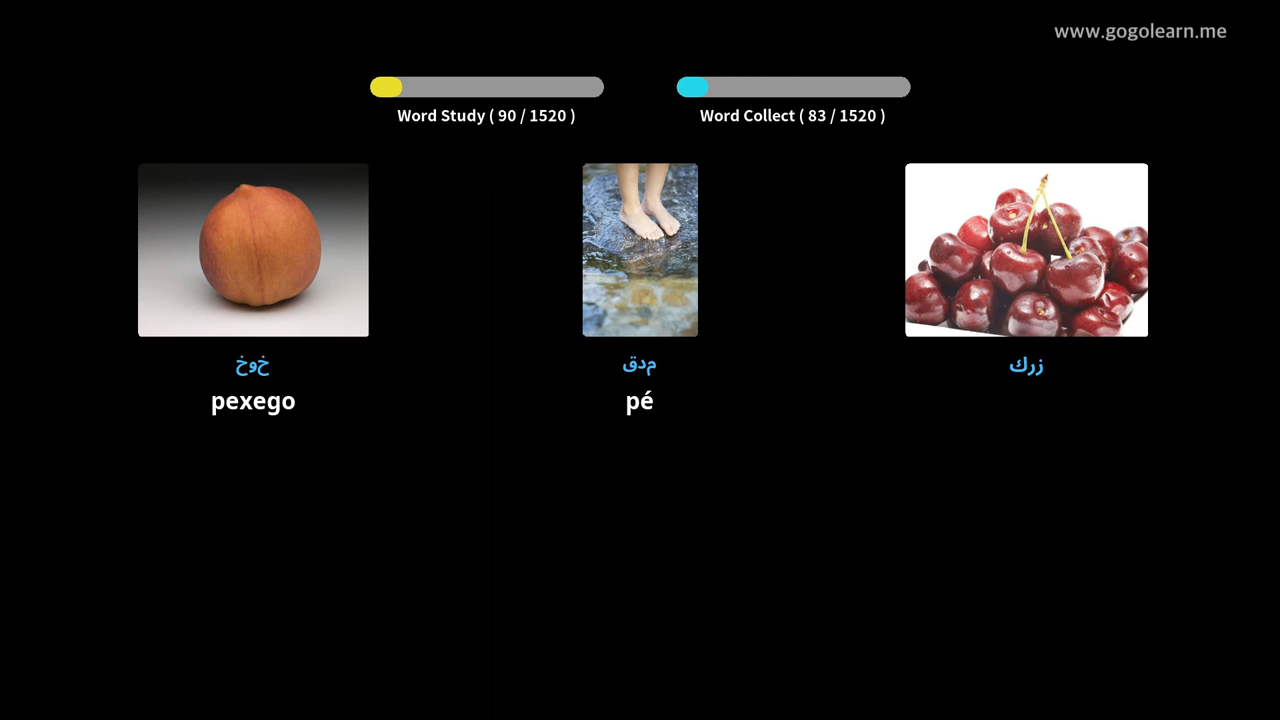 www.gogolearn.me
Word Study ( 90 / 1520 )
Word Collect ( 83 / 1520 )
خوخ
مدق
زرك
pexego
pé